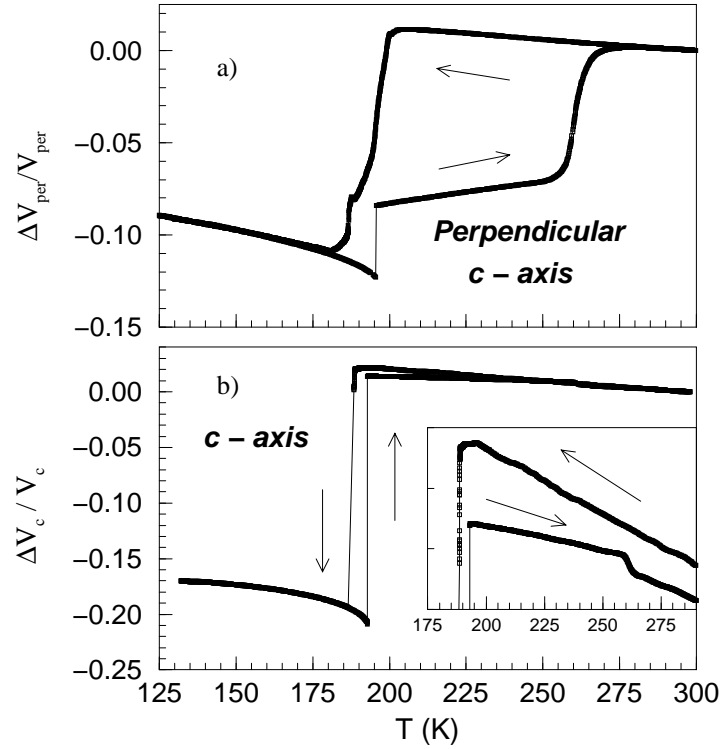 0.00
−0.05
−0.10
−0.15
ΔV_per/V_per
a)
Perpendicular
c − axis
0.00
−0.05
−0.10
−0.15
−0.20
−0.25
ΔV_c / V_c
b)
c − axis
175 200 225 250 275
125 150 175 200 225 250 275 300
T (K)